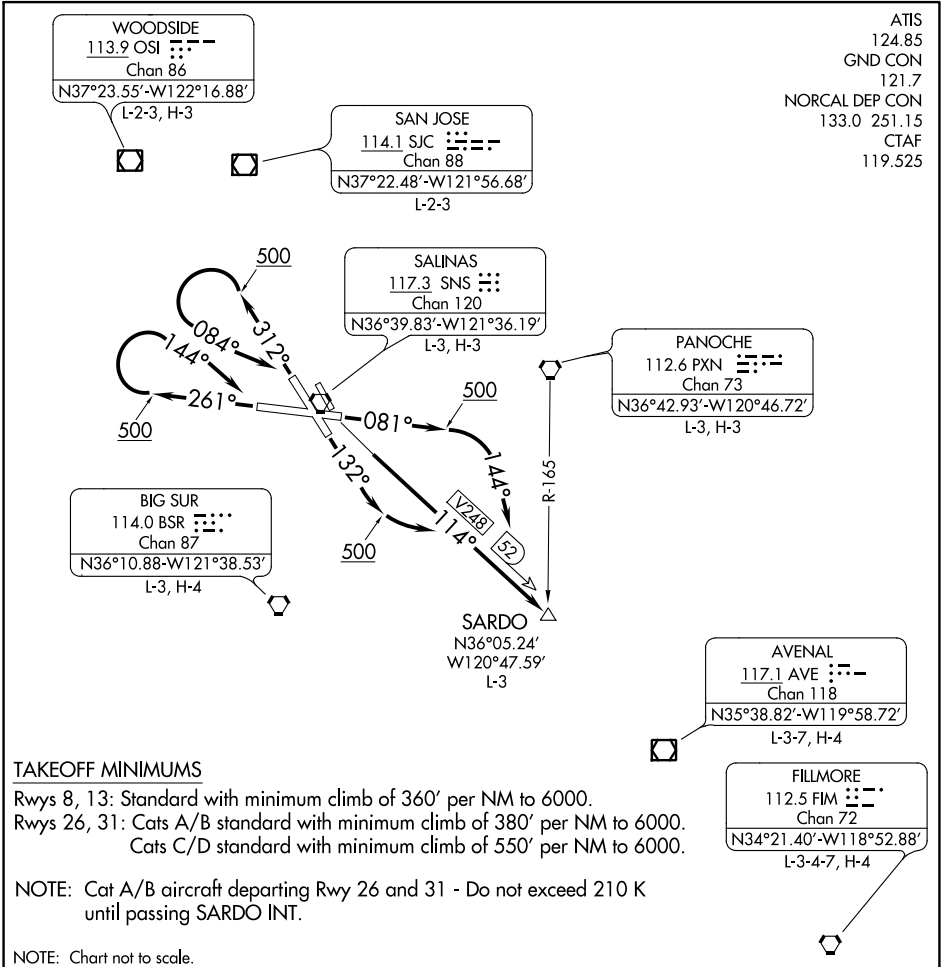 WOODSIDE
113.9 OSI
Chan 86
N37°23.55’-W122°16.88’
L-2-3, H-3
ATIS
124.85
GND CON
121.7
NORCAL DEP CON
133.0 251.15
CTAF
119.525
SAN JOSE
114.1 SJC
Chan 88
N37°22.48’-W121°56.68’
L-2-3
SALINAS
117.3 SNS
Chan 120
N36°39.83’-W121°36.19’
L-3, H-3
PANOCHE
112.6 PXN
Chan 73
N36°42.93’-W120°46.72’
L-3, H-3
500
312°
084°
144°
261°
500
081°
500
144°
132°
500
114°
V248
52
R-165
BIG SUR
114.0 BSR
Chan 87
N36°10.88-W121°38.53’
L-3, H-4
SARDO
N36°05.24’
W120°47.59’
L-3
AVENAL
117.1 AVE
Chan 118
N35°38.82’-W119°58.72’
L-3-7, H-4
FILLMORE
112.5 FIM
Chan 72
N34°21.40’-W118°52.88’
L-3-4-7, H-4
TAKEOFF MINIMUMS
Rwys 8, 13: Standard with minimum climb of 360’ per NM to 6000.
Rwys 26, 31: Cats A/B standard with minimum climb of 380’ per NM to 6000.
Cats C/D standard with minimum climb of 550’ per NM to 6000.
NOTE: Cat A/B aircraft departing Rwy 26 and 31 - Do not exceed 210 K
until passing SARDO INT.
NOTE: Chart not to scale.